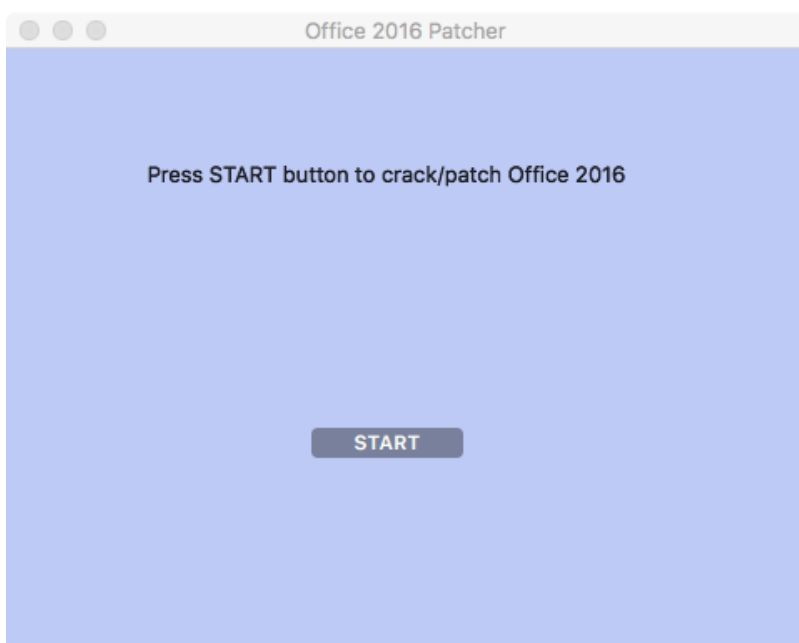 Office 2016 Patcher
Press START button to crack/patch Office 2016
START